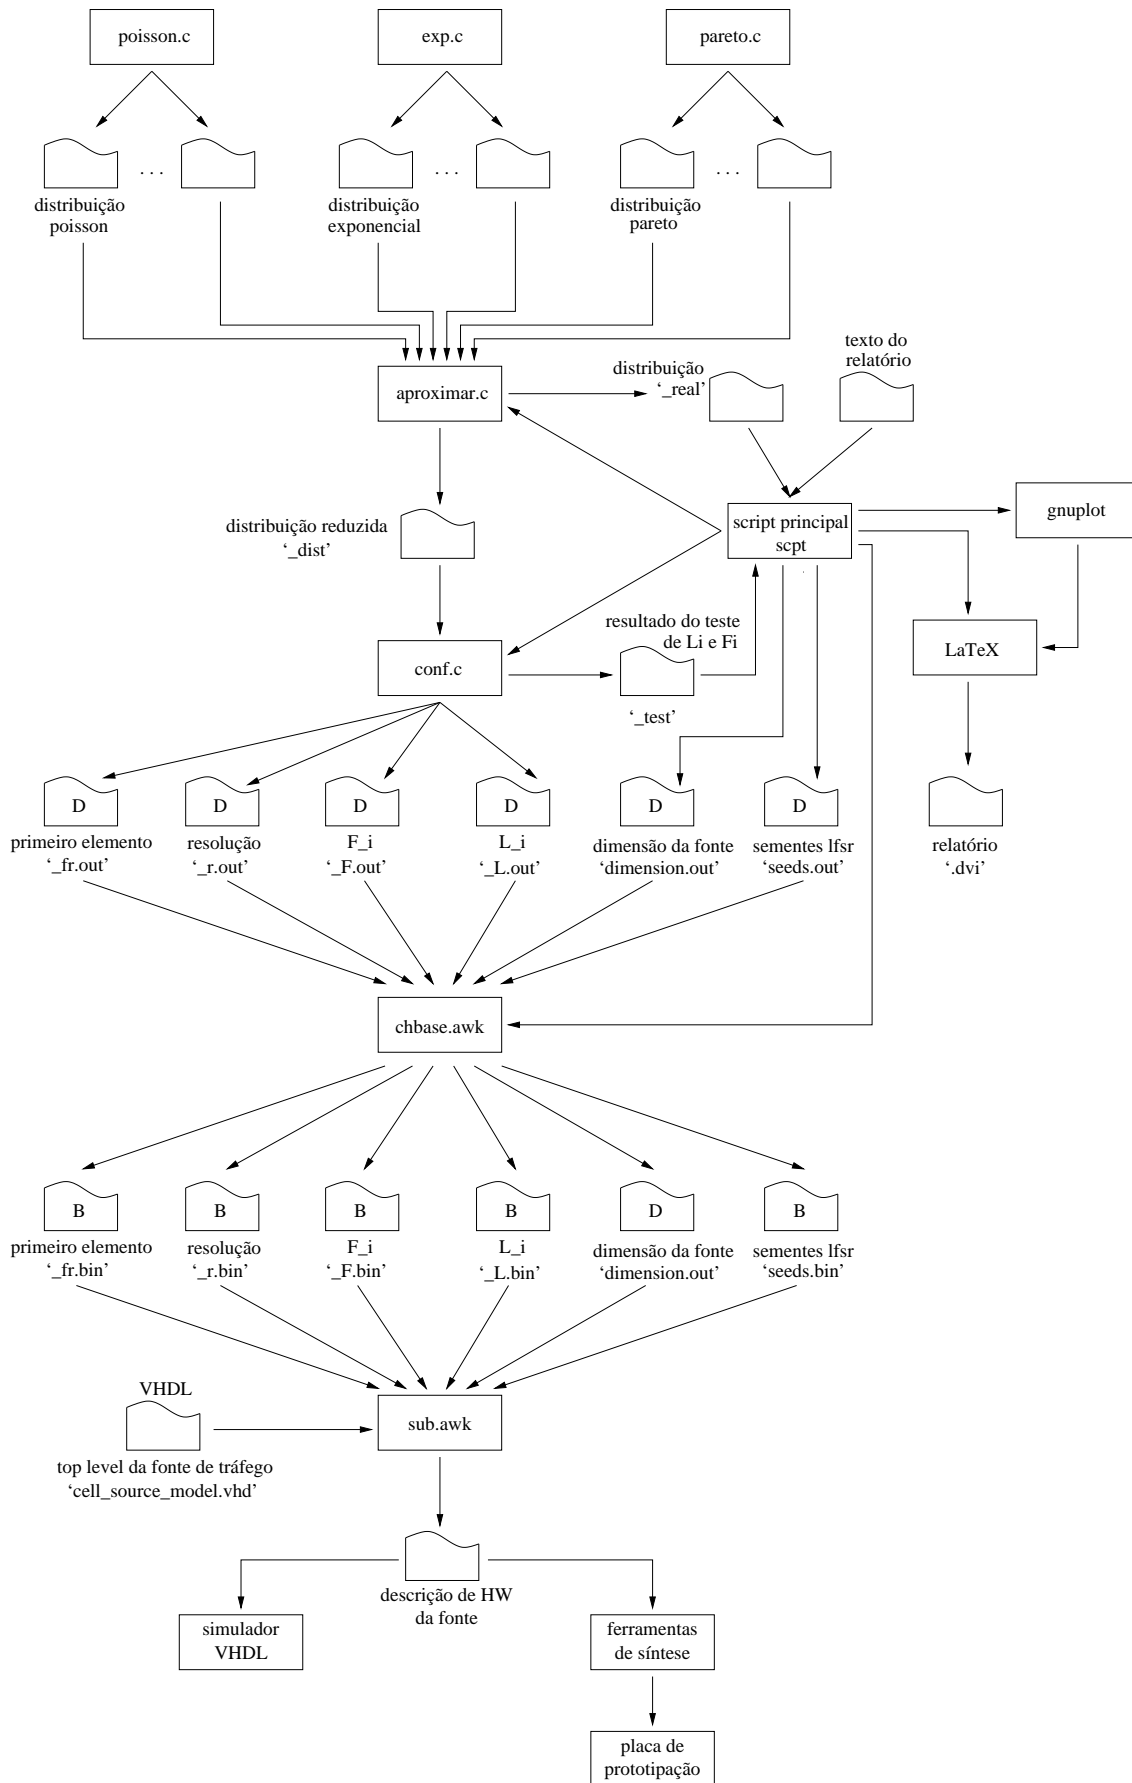 poisson.c
exp.c
pareto.c
. . .
. . .
. . .
distribuição
poisson
distribuição
exponencial
distribuição
pareto
texto do
relatório
distribuição
‘_real’
aproximar.c
gnuplot
script principal
scpt
distribuição reduzida
‘_dist’
resultado do teste
de Li e Fi
LaTeX
conf.c
‘_test’
D
D
D
D
D
D
primeiro elemento
‘_fr.out’
resolução
‘_r.out’
F_i
‘_F.out’
L_i
‘_L.out’
dimensão da fonte
‘dimension.out’
sementes lfsr
‘seeds.out’
relatório
‘.dvi’
chbase.awk
B
B
B
B
D
B
primeiro elemento
‘_fr.bin’
resolução
‘_r.bin’
F_i
‘_F.bin’
L_i
‘_L.bin’
dimensão da fonte
‘dimension.out’
sementes lfsr
‘seeds.bin’
VHDL
sub.awk
top level da fonte de tráfego
‘cell_source_model.vhd’
descrição de HW
da fonte
simulador
VHDL
ferramentas
de síntese
placa de
prototipação